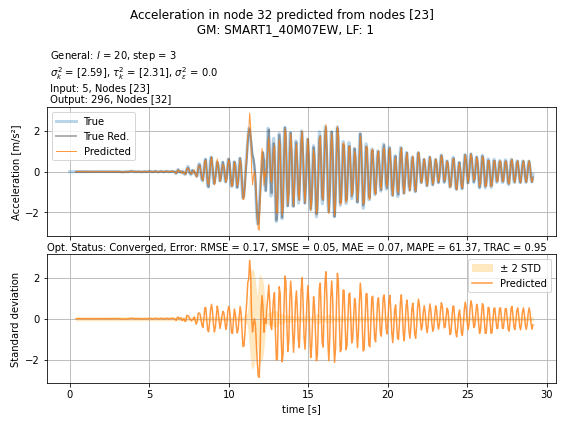 Acceleration in node 32 predicted from nodes [23]
GM: SMART1_40M07EW, LF: 1
General: l = 20, step = 3
σ²ₖ = [2.59], τ²ₖ = [2.31], σ²ε = 0.0
Input: 5, Nodes [23]
Output: 296, Nodes [32]
Acceleration [m/s²]
2
0
−2
True
True Red.
Predicted
Opt. Status: Converged, Error: RMSE = 0.17, SMSE = 0.05, MAE = 0.07, MAPE = 61.37, TRAC = 0.95
Standard deviation
2
0
−2
± 2 STD
Predicted
0 5 10 15 20 25 30
time [s]